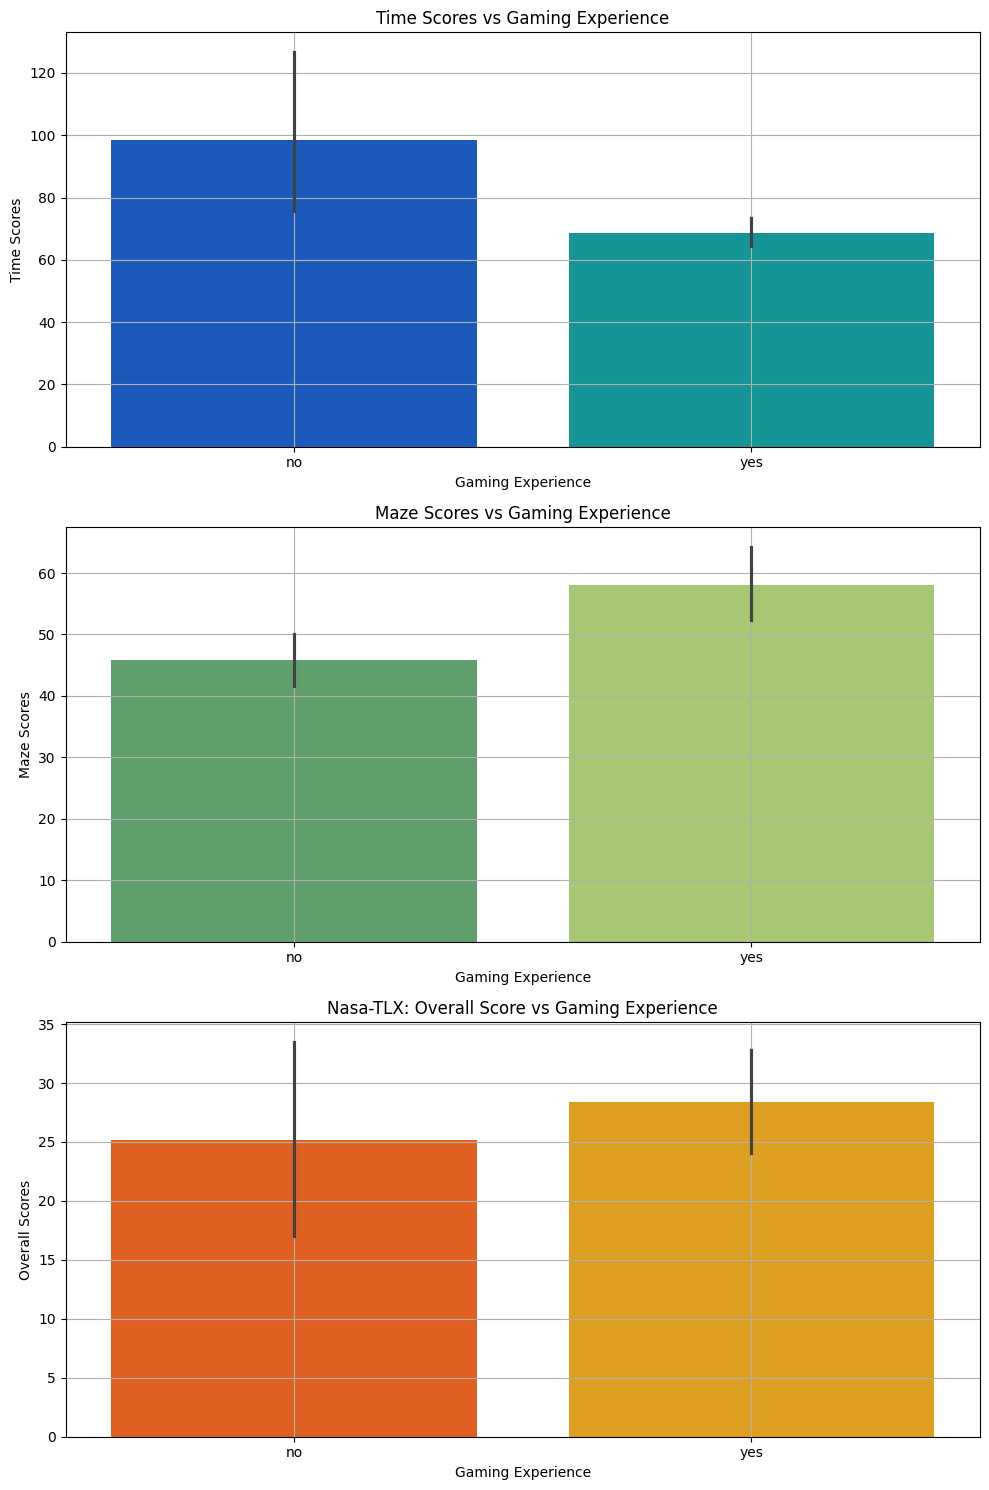 Time Scores vs Gaming Experience
120
100
80
60
40
20
0
Time Scores
no
yes
Gaming Experience
Maze Scores vs Gaming Experience
60
50
40
30
20
10
0
Maze Scores
no
yes
Gaming Experience
Nasa-TLX: Overall Score vs Gaming Experience
35
30
25
20
15
10
5
0
Overall Scores
no
yes
Gaming Experience